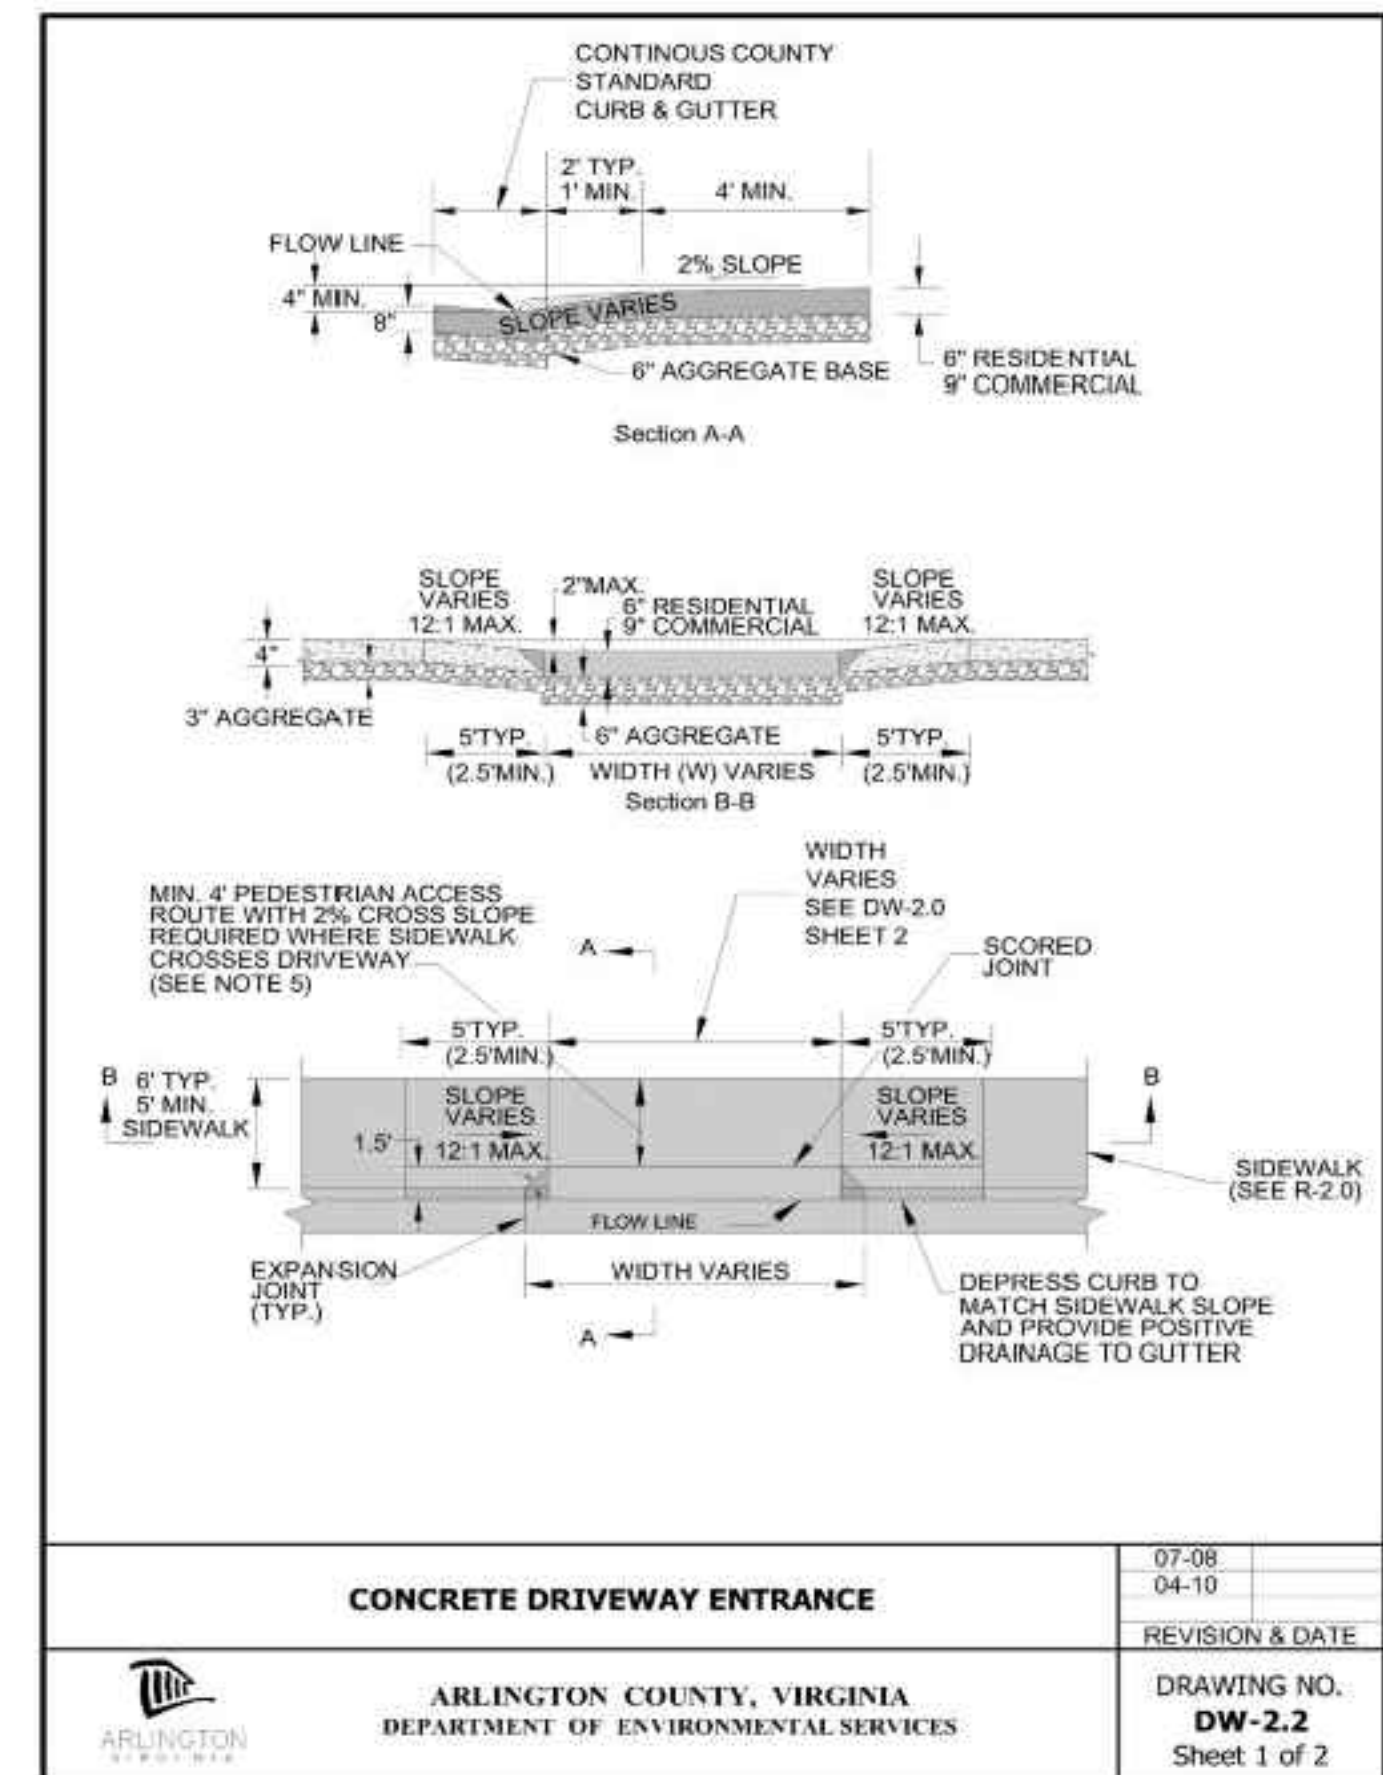 CONTINOUS COUNTY
STANDARD
CURB & GUTTER
2' TYP.
1' MIN.
4' MIN.
FLOW LINE
2% SLOPE
4" MIN.
8"
SLOPE VARIES
6" AGGREGATE BASE
6" RESIDENTIAL
9" COMMERCIAL
Section A-A
SLOPE
VARIES
12:1 MAX.
2"MAX.
6" RESIDENTIAL
9" COMMERCIAL
SLOPE
VARIES
12:1 MAX.
4"
3" AGGREGATE
5'TYP.
(2.5'MIN.)
6" AGGREGATE
WIDTH (W) VARIES
5'TYP.
(2.5'MIN.)
Section B-B
WIDTH
VARIES
SEE DW-2.0
SHEET 2
MIN. 4' PEDESTRIAN ACCESS
ROUTE WITH 2% CROSS SLOPE
REQUIRED WHERE SIDEWALK
CROSSES DRIVEWAY
(SEE NOTE 5)
A
SCORED
JOINT
5'TYP.
(2.5'MIN.)
5'TYP.
(2.5'MIN.)
B
6' TYP.
5' MIN.
SIDEWALK
SLOPE
VARIES
12:1 MAX.
1.5'
SLOPE
VARIES
12:1 MAX.
B
SIDEWALK
(SEE R-2.0)
FLOW LINE
EXPANSION
JOINT
(TYP.)
WIDTH VARIES
DEPRESS CURB TO
MATCH SIDEWALK SLOPE
AND PROVIDE POSITIVE
DRAINAGE TO GUTTER
A
CONCRETE DRIVEWAY ENTRANCE
07-08
04-10
REVISION & DATE
ARLINGTON
VIRGINIA
ARLINGTON COUNTY, VIRGINIA
DEPARTMENT OF ENVIRONMENTAL SERVICES
DRAWING NO.
DW-2.2
Sheet 1 of 2